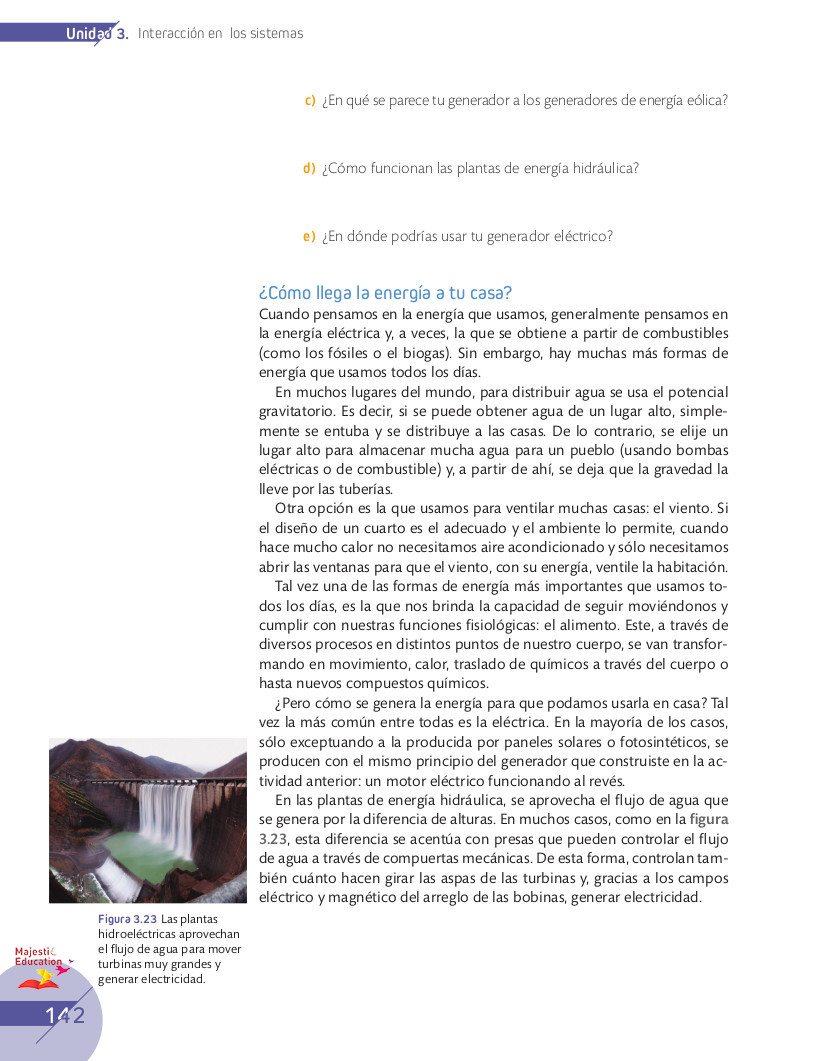 Unidad 3. Interacción en los sistemas
c) ¿En qué se parece tu generador a los generadores de energía eólica?
d) ¿Cómo funcionan las plantas de energía hidráulica?
e) ¿En dónde podrías usar tu generador eléctrico?
¿Cómo llega la energía a tu casa?
Cuando pensamos en la energía que usamos, generalmente pensamos en
la energía eléctrica y, a veces, la que se obtiene a partir de combustibles
(como los fósiles o el biogas). Sin embargo, hay muchas más formas de
energía que usamos todos los días.
En muchos lugares del mundo, para distribuir agua se usa el potencial
gravitatorio. Es decir, si se puede obtener agua de un lugar alto, simple-
mente se entuba y se distribuye a las casas. De lo contrario, se elije un
lugar alto para almacenar mucha agua para un pueblo (usando bombas
eléctricas o de combustible) y, a partir de ahí, se deja que la gravedad la
lleve por las tuberías.
Otra opción es la que usamos para ventilar muchas casas: el viento. Si
el diseño de un cuarto es el adecuado y el ambiente lo permite, cuando
hace mucho calor no necesitamos aire acondicionado y sólo necesitamos
abrir las ventanas para que el viento, con su energía, ventile la habitación.
Tal vez una de las formas de energía más importantes que usamos to-
dos los días, es la que nos brinda la capacidad de seguir moviéndonos y
cumplir con nuestras funciones fisiológicas: el alimento. Este, a través de
diversos procesos en distintos puntos de nuestro cuerpo, se van transfor-
mando en movimiento, calor, traslado de químicos a través del cuerpo o
hasta nuevos compuestos químicos.
¿Pero cómo se genera la energía para que podamos usarla en casa? Tal
vez la más común entre todas es la eléctrica. En la mayoría de los casos,
sólo exceptuando a la producida por paneles solares o fotosintéticos, se
producen con el mismo principio del generador que construiste en la ac-
tividad anterior: un motor eléctrico funcionando al revés.
En las plantas de energía hidráulica, se aprovecha el flujo de agua que
se genera por la diferencia de alturas. En muchos casos, como en la figura
3.23, esta diferencia se acentúa con presas que pueden controlar el flujo
de agua a través de compuertas mecánicas. De esta forma, controlan tam-
bién cuánto hacen girar las aspas de las turbinas y, gracias a los campos
eléctrico y magnético del arreglo de las bobinas, generar electricidad.
Figura 3.23 Las plantas
hidroeléctricas aprovechan
el flujo de agua para mover
turbinas muy grandes y
generar electricidad.
Majestic
Education
142